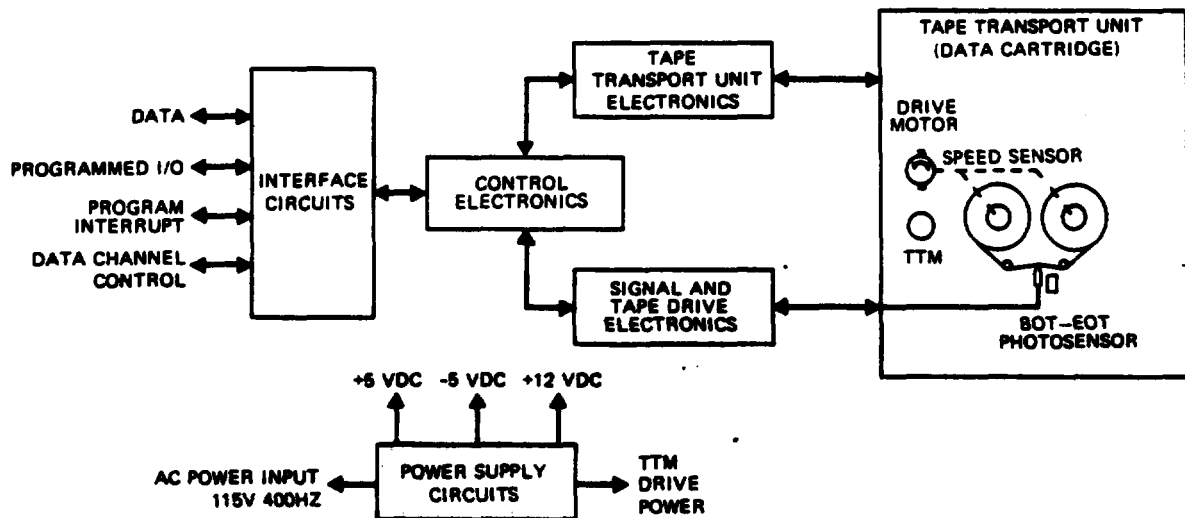 TAPE TRANSPORT UNIT
(DATA CARTRIDGE)
TAPE
TRANSPORT UNIT
ELECTRONICS
DRIVE
MOTOR
SPEED SENSOR
TTM
BOT-EOT
PHOTOSENSOR
DATA
PROGRAMMED I/O
PROGRAM
INTERRUPT
DATA CHANNEL
CONTROL
INTERFACE
CIRCUITS
CONTROL
ELECTRONICS
SIGNAL AND
TAPE DRIVE
ELECTRONICS
+5 VDC
-5 VDC
+12 VDC
AC POWER INPUT
115V 400HZ
POWER SUPPLY
CIRCUITS
TTM
DRIVE
POWER